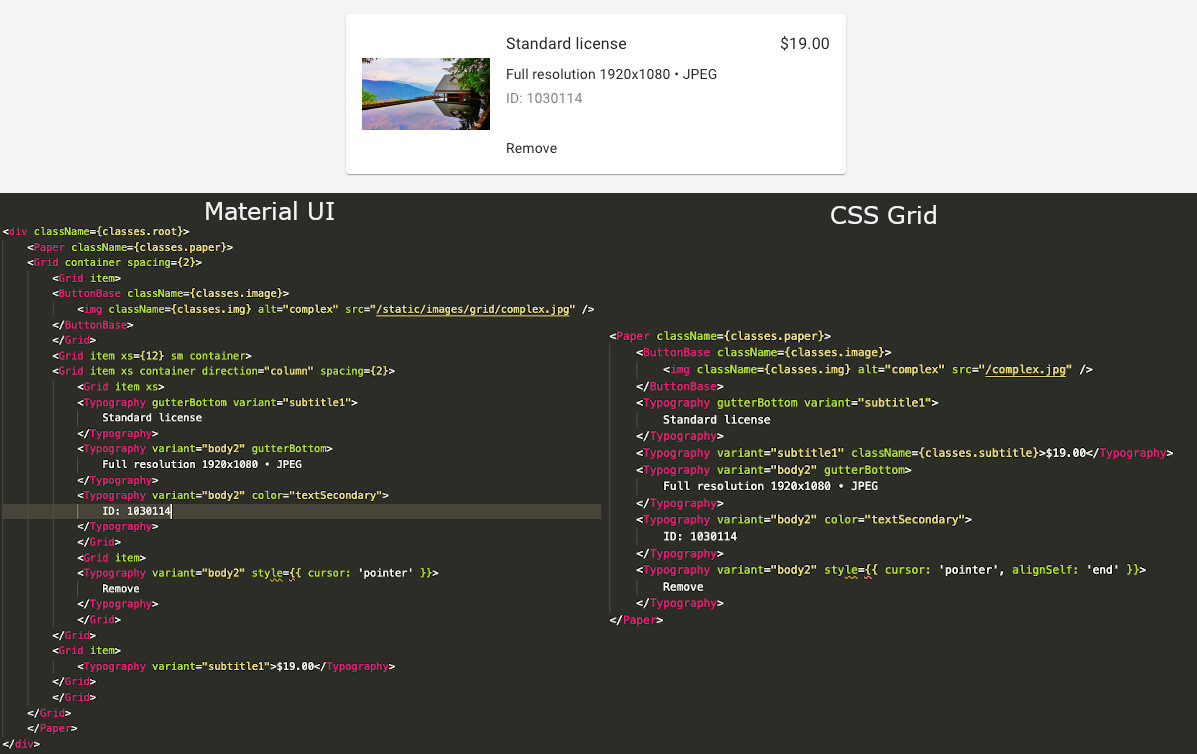 Standard license $19.00
Full resolution 1920x1080 • JPEG
ID: 1030114
Remove
Material UI
<div className={classes.root}>
<Paper className={classes.paper}>
<Grid container spacing={2}>
<Grid item>
<ButtonBase className={classes.image}>
<img className={classes.img} alt="complex" src="/static/images/grid/complex.jpg" />
</ButtonBase>
</Grid>
<Grid item xs={12} sm container>
<Grid item xs container direction="column" spacing={2}>
<Grid item xs>
<Typography gutterBottom variant="subtitle1">
Standard license
</Typography>
<Typography variant="body2" gutterBottom>
Full resolution 1920x1080 • JPEG
</Typography>
<Typography variant="body2" color="textSecondary">
ID: 1030114
</Typography>
</Grid>
<Grid item>
<Typography variant="body2" style={{ cursor: 'pointer' }}>
Remove
</Typography>
</Grid>
</Grid>
<Grid item>
<Typography variant="subtitle1">$19.00</Typography>
</Grid>
</Grid>
</Grid>
</Paper>
</div>
CSS Grid
<Paper className={classes.paper}>
<ButtonBase className={classes.image}>
<img className={classes.img} alt="complex" src="/complex.jpg" />
</ButtonBase>
<Typography gutterBottom variant="subtitle1">
Standard license
</Typography>
<Typography variant="subtitle1" className={classes.subtitle}>$19.00</Typography>
<Typography variant="body2" gutterBottom>
Full resolution 1920x1080 • JPEG
</Typography>
<Typography variant="body2" color="textSecondary">
ID: 1030114
</Typography>
<Typography variant="body2" style={{ cursor: 'pointer', alignSelf: 'end' }}>
Remove
</Typography>
</Paper>